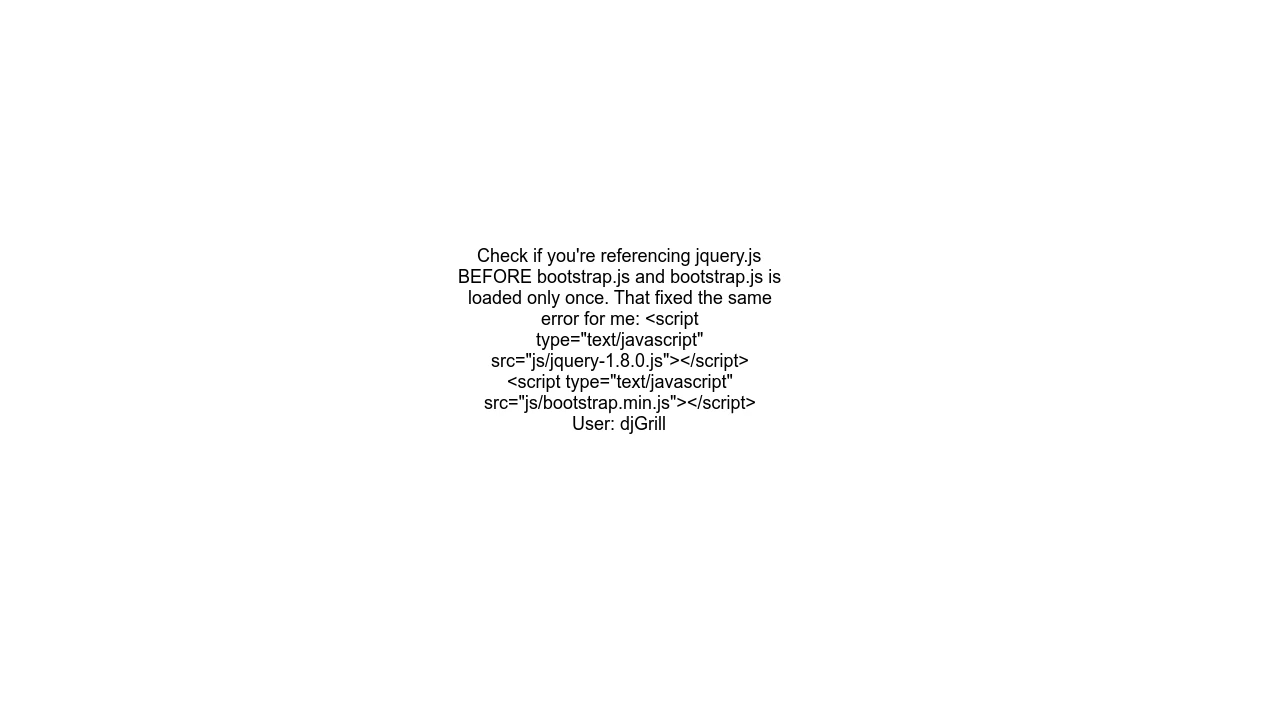 Check if you're referencing jquery.js
BEFORE bootstrap.js and bootstrap.js is
loaded only once. That fixed the same
error for me: <script
type="text/javascript"
src="js/jquery-1.8.0.js"></script>
<script type="text/javascript"
src="js/bootstrap.min.js"></script>
User: djGrill